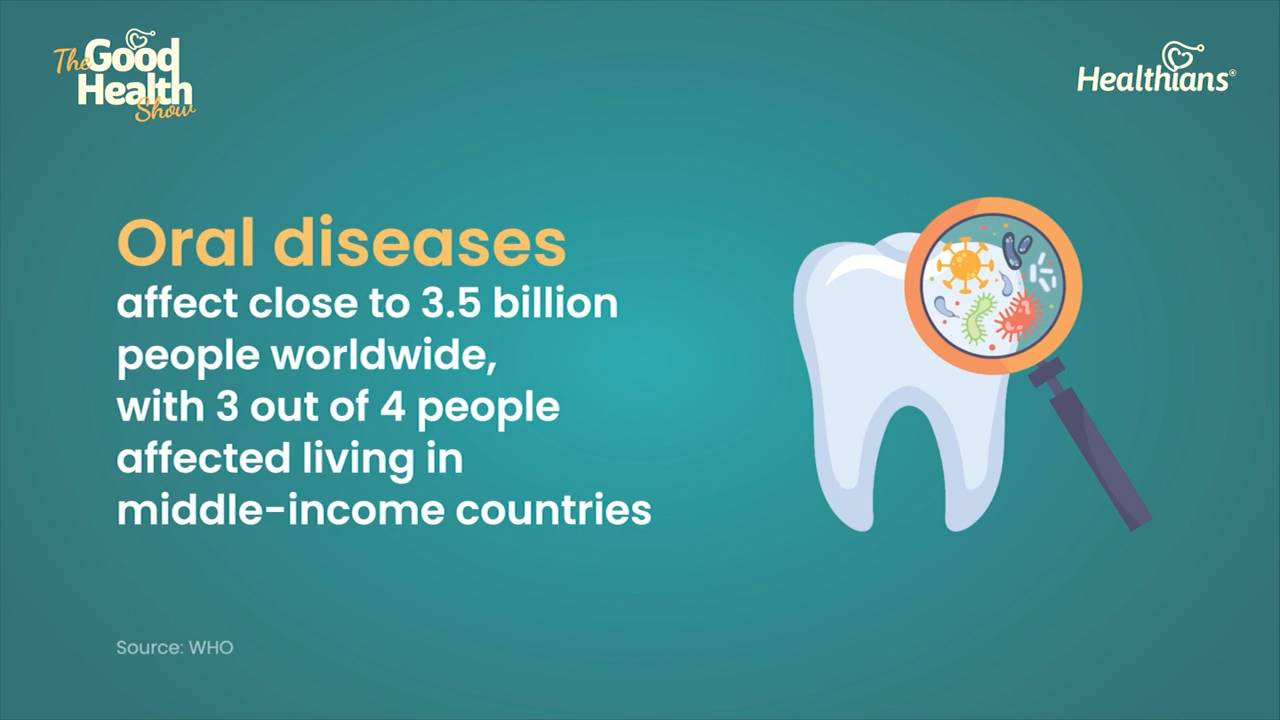 The Good
Health
Show
Healthians®
Oral diseases
affect close to 3.5 billion
people worldwide,
with 3 out of 4 people
affected living in
middle-income countries
Source: WHO